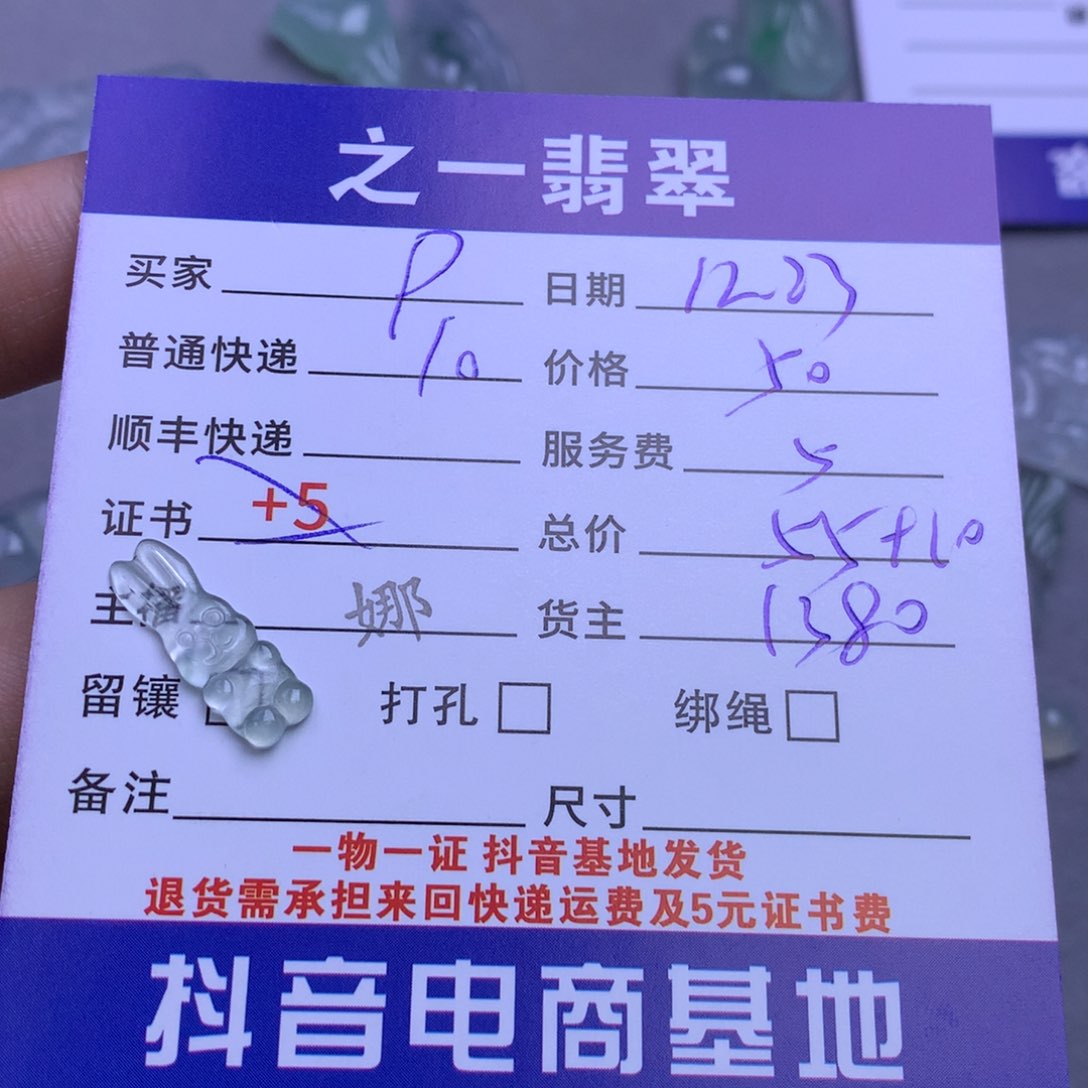 之一翡翠
买家 P 日期 12.23
普通快递 10 价格 50
顺丰快递 服务费 5
证书 +5 总价 55+10
主播 娜 货主 1380
留镶 打孔 绑绳
备注 尺寸
一物一证 抖音基地发货
退货需承担来回快递运费及5元证书费
抖音电商基地